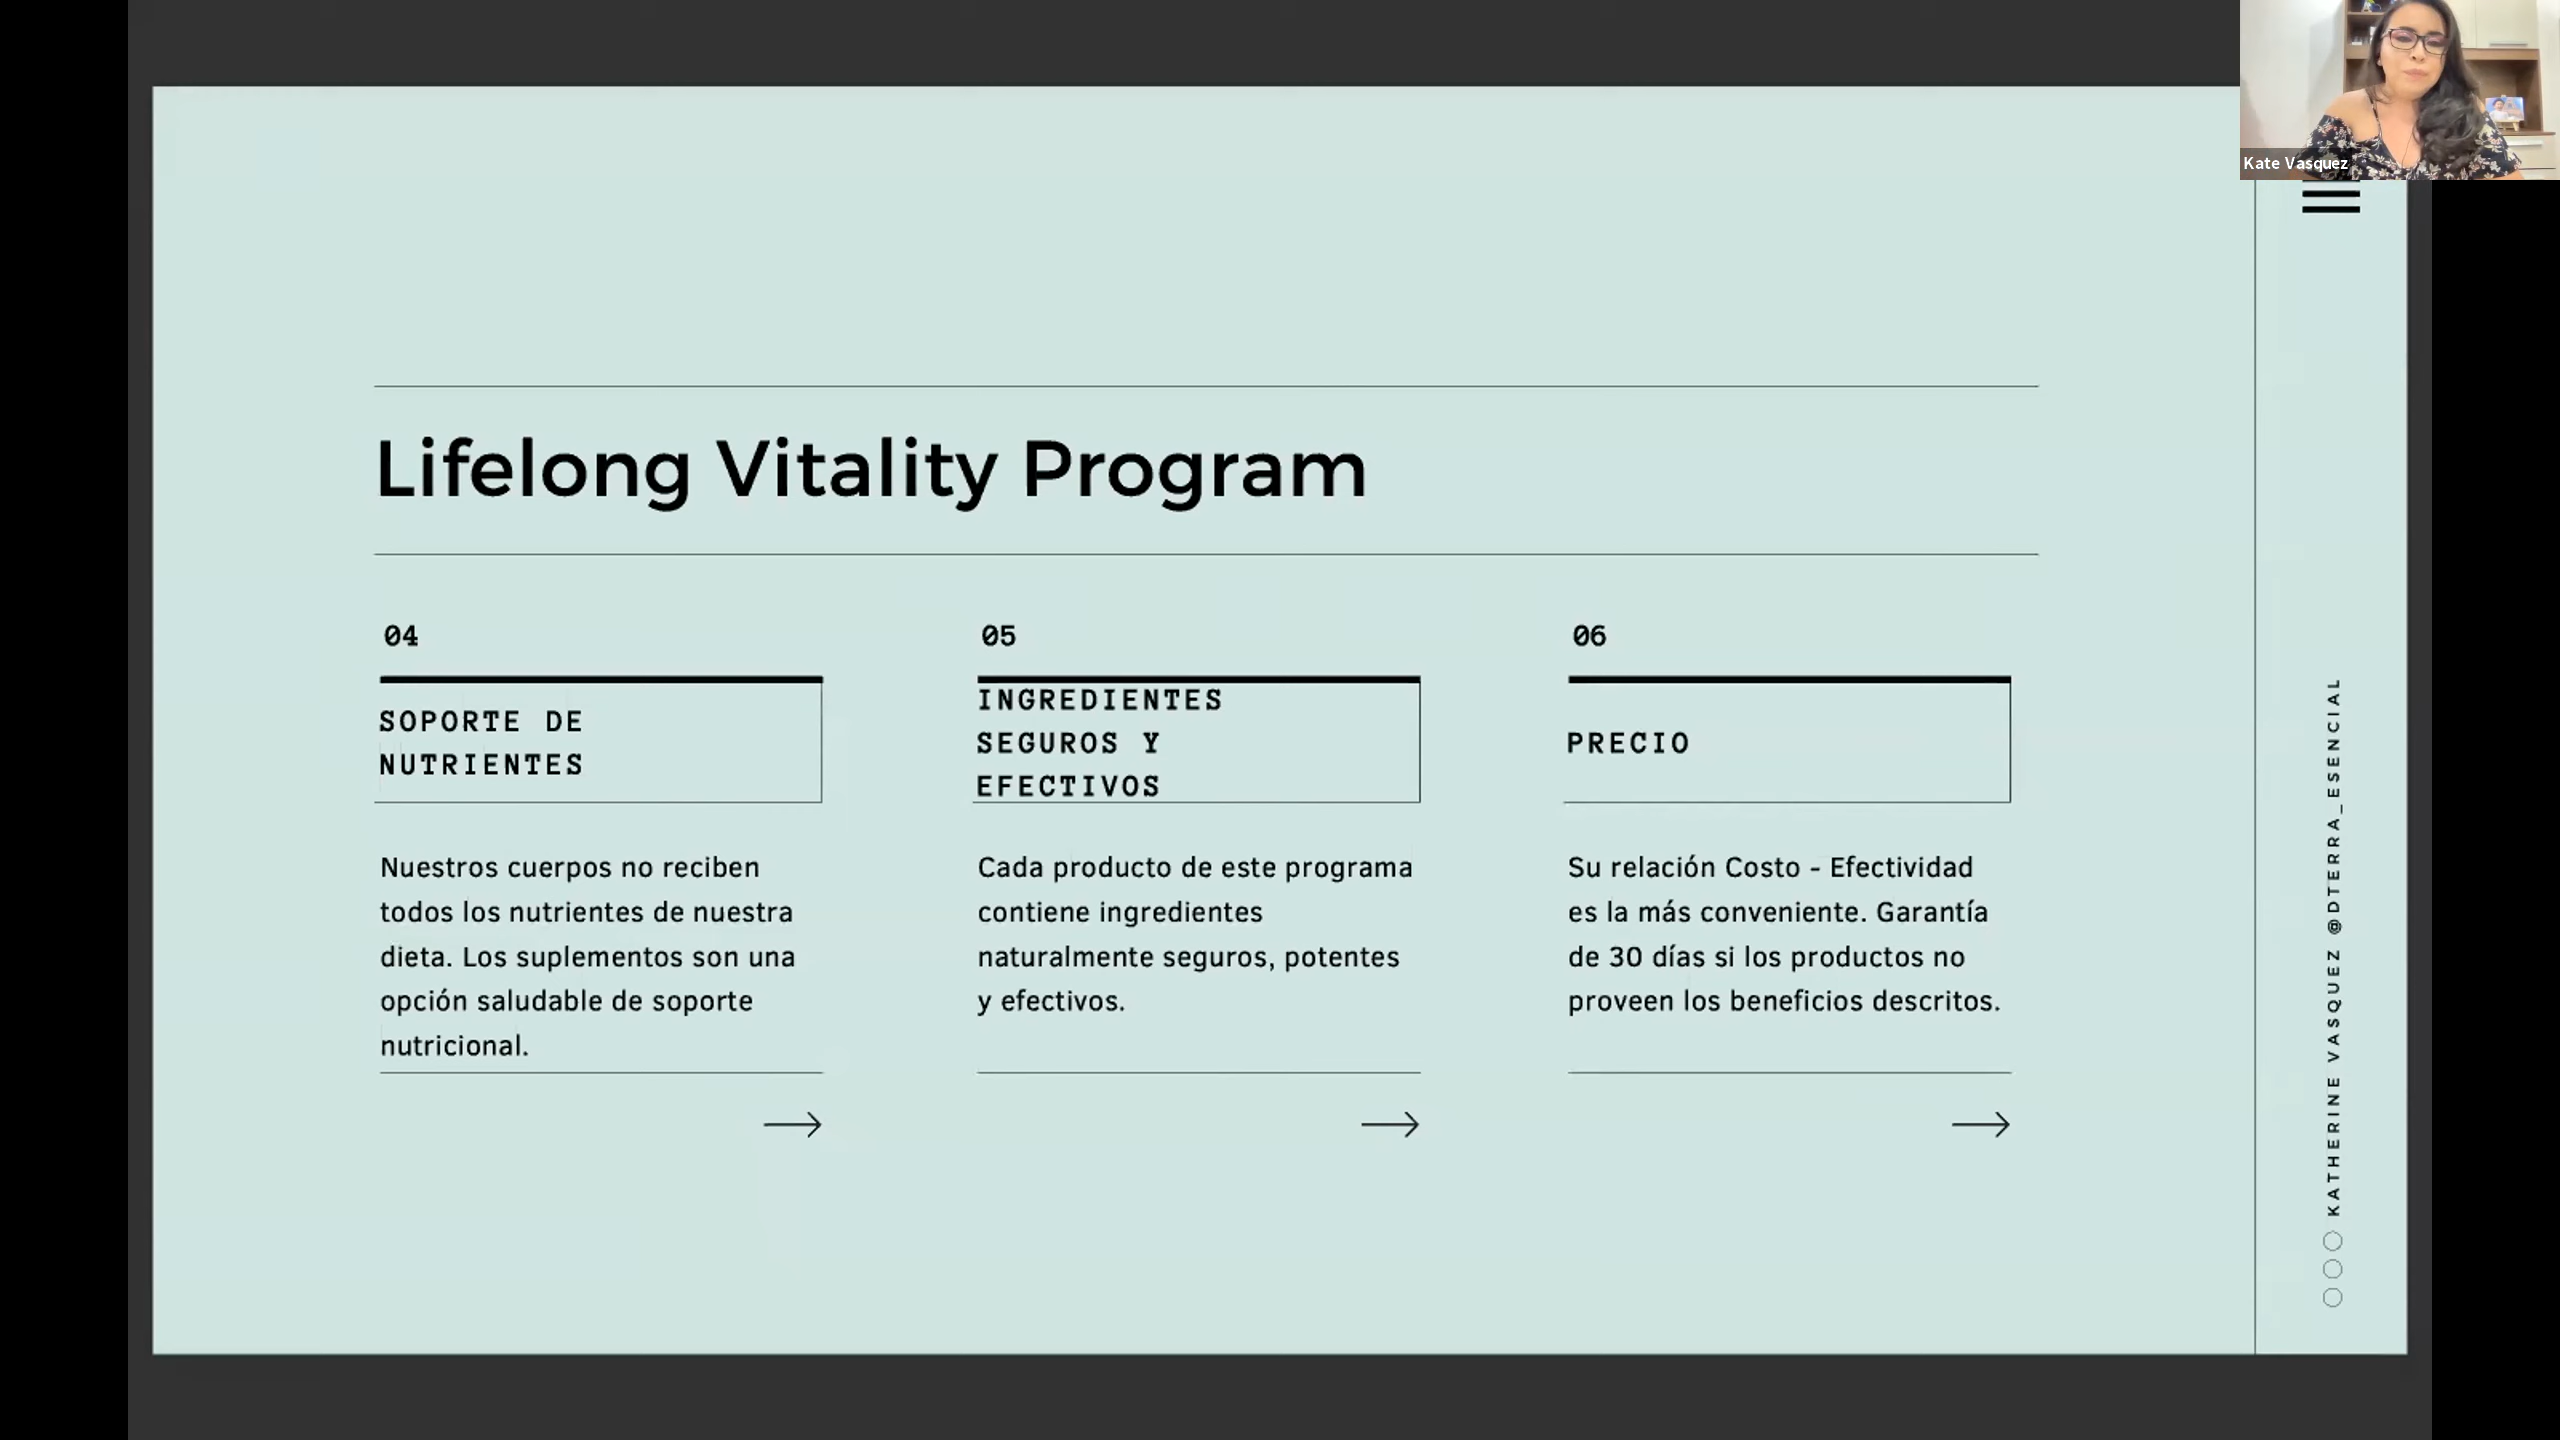 Kate Vasquez
Lifelong Vitality Program
04
SOPORTE DE
NUTRIENTES
Nuestros cuerpos no reciben
todos los nutrientes de nuestra
dieta. Los suplementos son una
opción saludable de soporte
nutricional.
05
INGREDIENTES
SEGUROS Y
EFECTIVOS
Cada producto de este programa
contiene ingredientes
naturalmente seguros, potentes
y efectivos.
06
PRECIO
Su relación Costo - Efectividad
es la más conveniente. Garantía
de 30 días si los productos no
proveen los beneficios descritos.
KATHERINE VASQUEZ @DTERRA_ESENCIAL